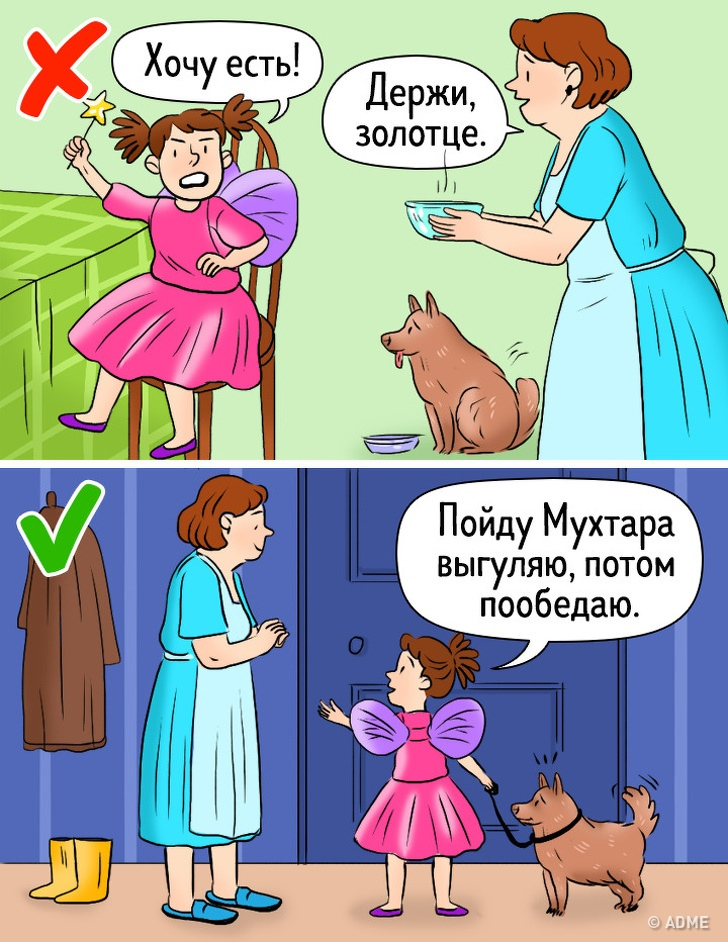 Хочу есть!
Держи,
золотце.
Пойду Мухтара
выгуляю, потом
пообедаю.
© ADME